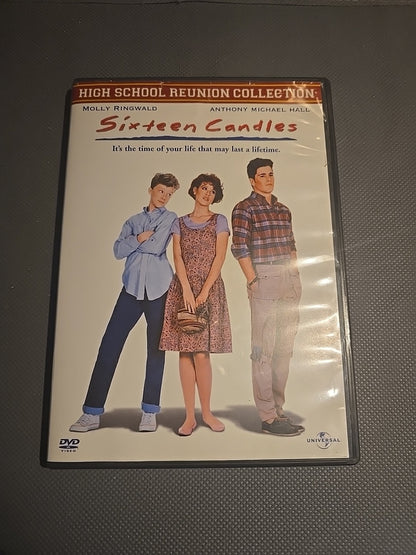 HIGH SCHOOL REUNION COLLECTION
MOLLY RINGWALD ANTHONY MICHAEL HALL
Sixteen Candles
It's the time of your life that may last a lifetime.
DVD
VIDEO
UNIVERSAL